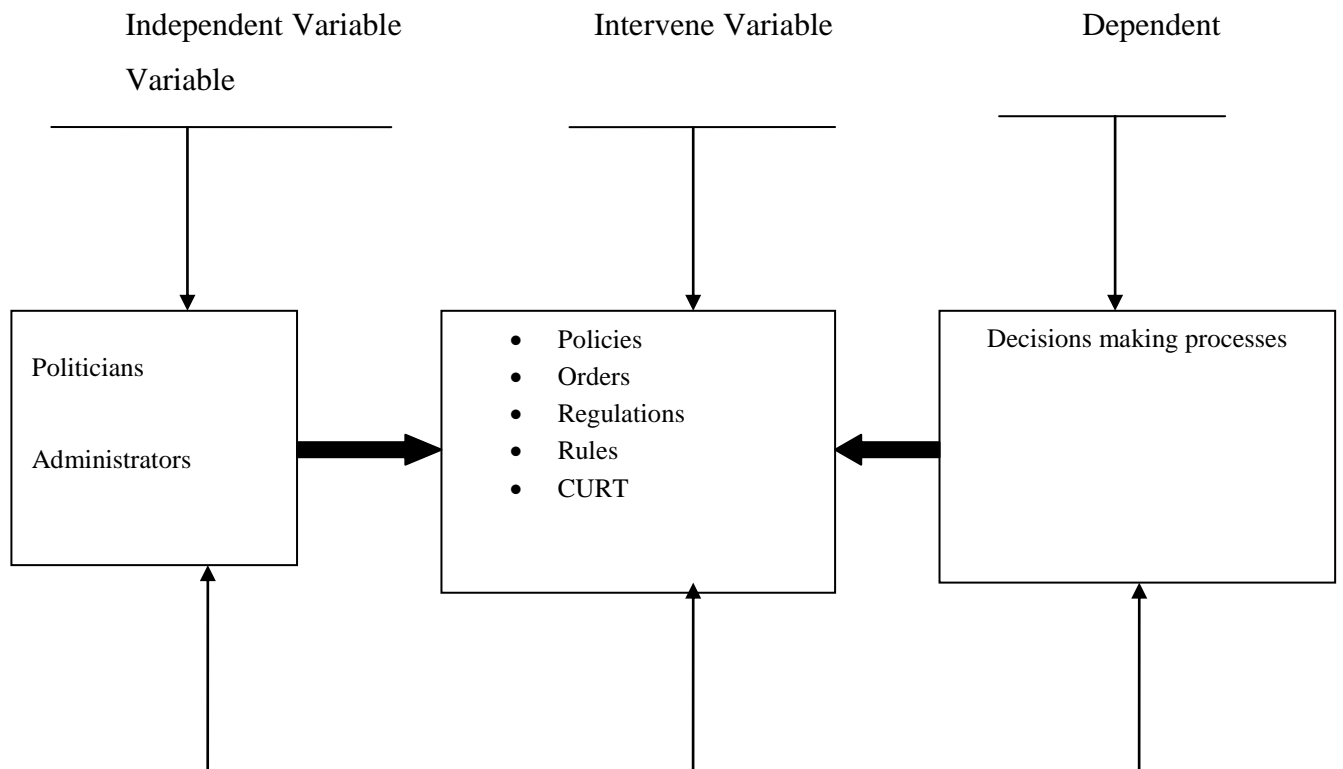 Independent Variable Intervene Variable Dependent
Variable
Politicians
Administrators
• Policies
• Orders
• Regulations
• Rules
• CURT
Decisions making processes